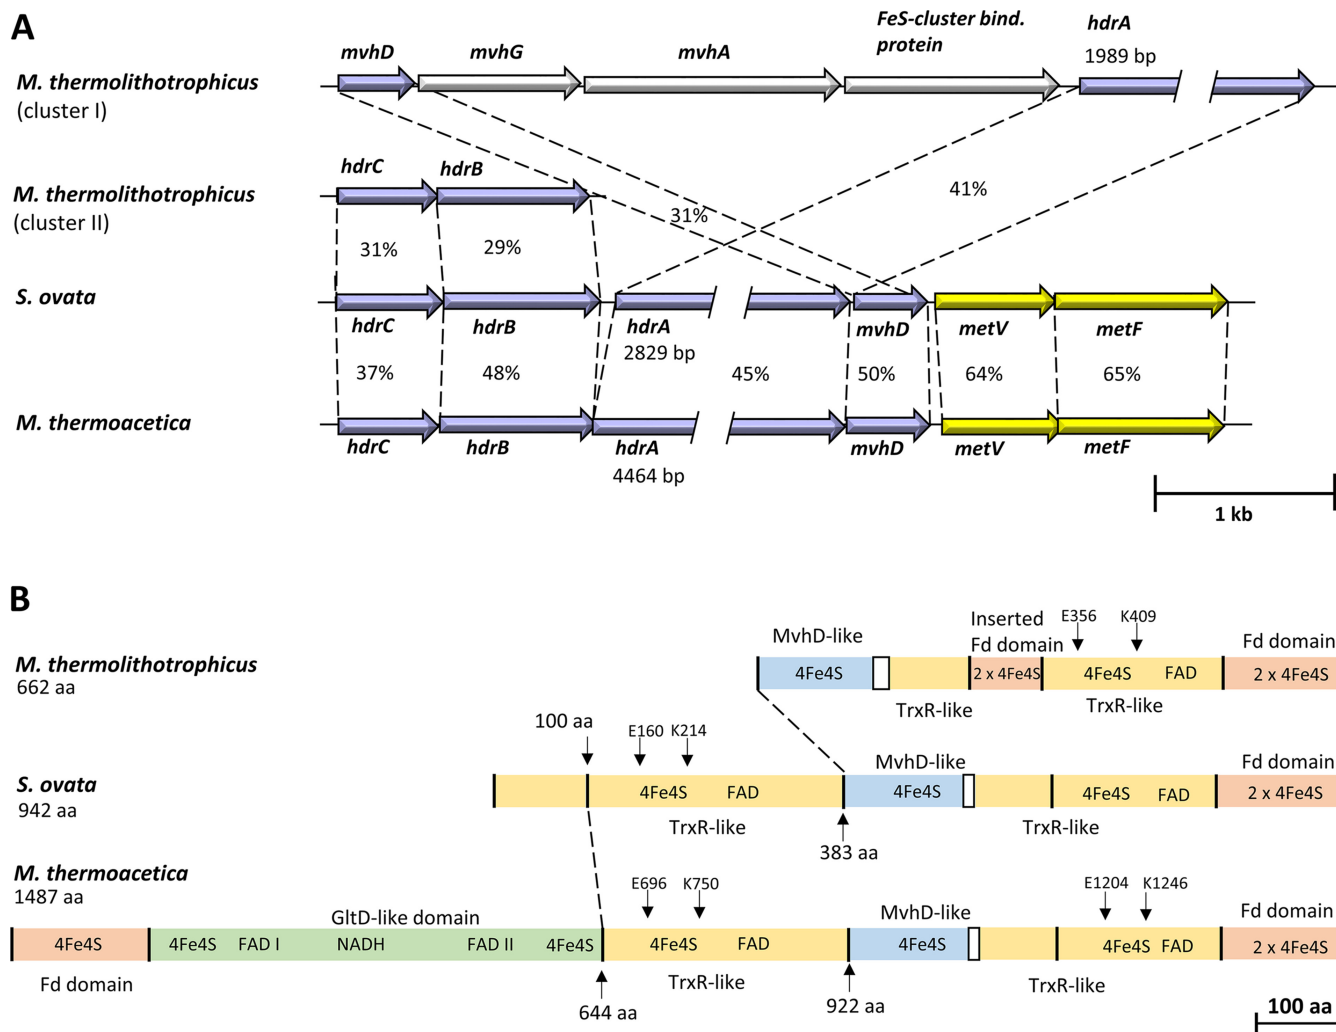 A
mvhD
mvhG
mvhA
FeS-cluster bind.
protein
hdrA
1989 bp
M. thermolithotrophicus
(cluster I)
hdrC
hdrB
M. thermolithotrophicus
(cluster II)
31%
41%
31%
29%
S. ovata
hdrC
hdrB
hdrA
2829 bp
mvhD
metV
metF
37%
48%
45%
50%
64%
65%
M. thermoacetica
hdrC
hdrB
hdrA
4464 bp
mvhD
metV
metF
1 kb
B
M. thermolithotrophicus
662 aa
MvhD-like
Inserted
Fd domain
E356
K409
Fd domain
4Fe4S
2 x 4Fe4S
4Fe4S
FAD
2 x 4Fe4S
TrxR-like
TrxR-like
100 aa
E160
K214
S. ovata
942 aa
MvhD-like
Fd domain
4Fe4S
FAD
4Fe4S
4Fe4S
FAD
2 x 4Fe4S
TrxR-like
TrxR-like
383 aa
M. thermoacetica
1487 aa
GltD-like domain
E696
K750
MvhD-like
E1204
K1246
Fd domain
4Fe4S
4Fe4S
FAD I
NADH
FAD II
4Fe4S
4Fe4S
FAD
4Fe4S
4Fe4S
FAD
2 x 4Fe4S
Fd domain
TrxR-like
TrxR-like
644 aa
922 aa
100 aa